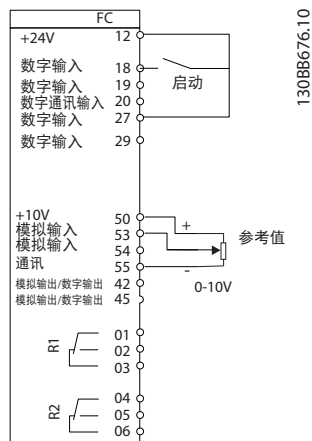 FC
+24V 12
数字输入 18
数字输入 19
数字通讯输入 20
数字输入 27
数字输入 29
启动
+10V 50
模拟输入 53
模拟输入 54
通讯 55
模拟输出/数字输出 42
模拟输出/数字输出 45
+
-
参考值
0-10V
R1
01
02
03
R2
04
05
06
130BB676.10